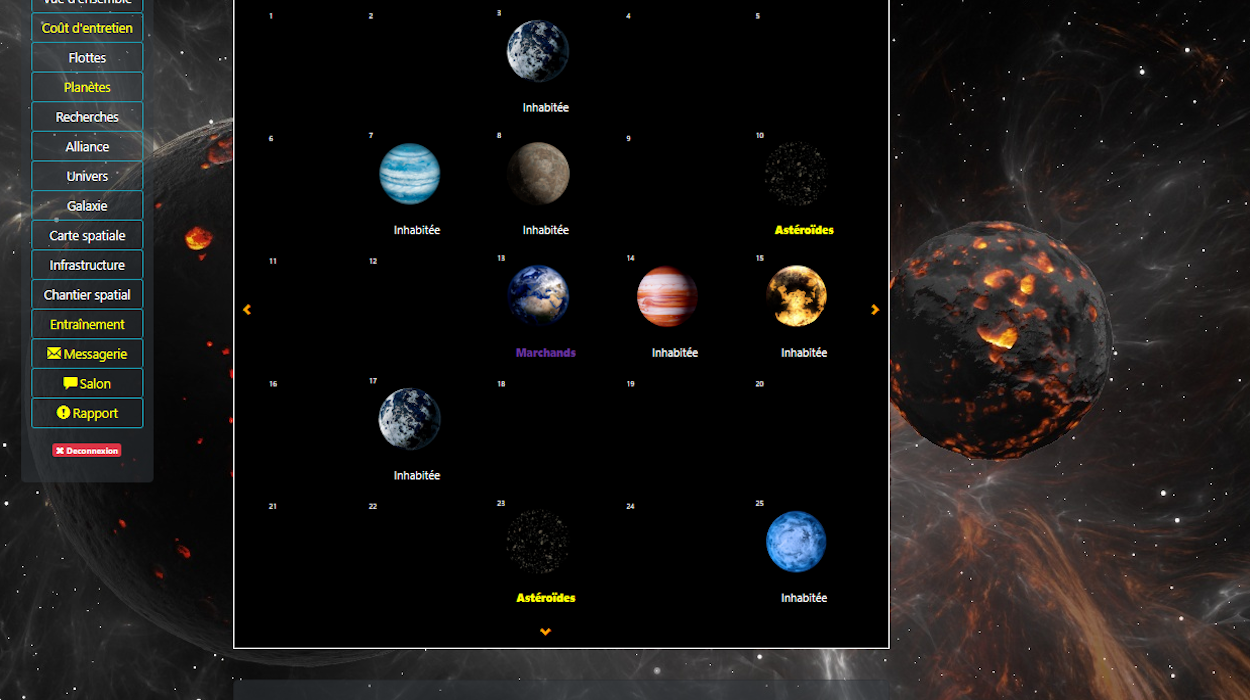 Vue d'ensemble
Coût d'entretien
Flottes
Planètes
Recherches
Alliance
Univers
Galaxie
Carte spatiale
Infrastructure
Chantier spatial
Entraînement
Messagerie
Salon
Rapport
Deconnexion
1 2 3 4 5
Inhabitée
6 7 8 9 10
Inhabitée Inhabitée Astéroïdes
11 12 13 14 15
Marchands Inhabitée Inhabitée
16 17 18 19 20
Inhabitée
21 22 23 24 25
Astéroïdes Inhabitée